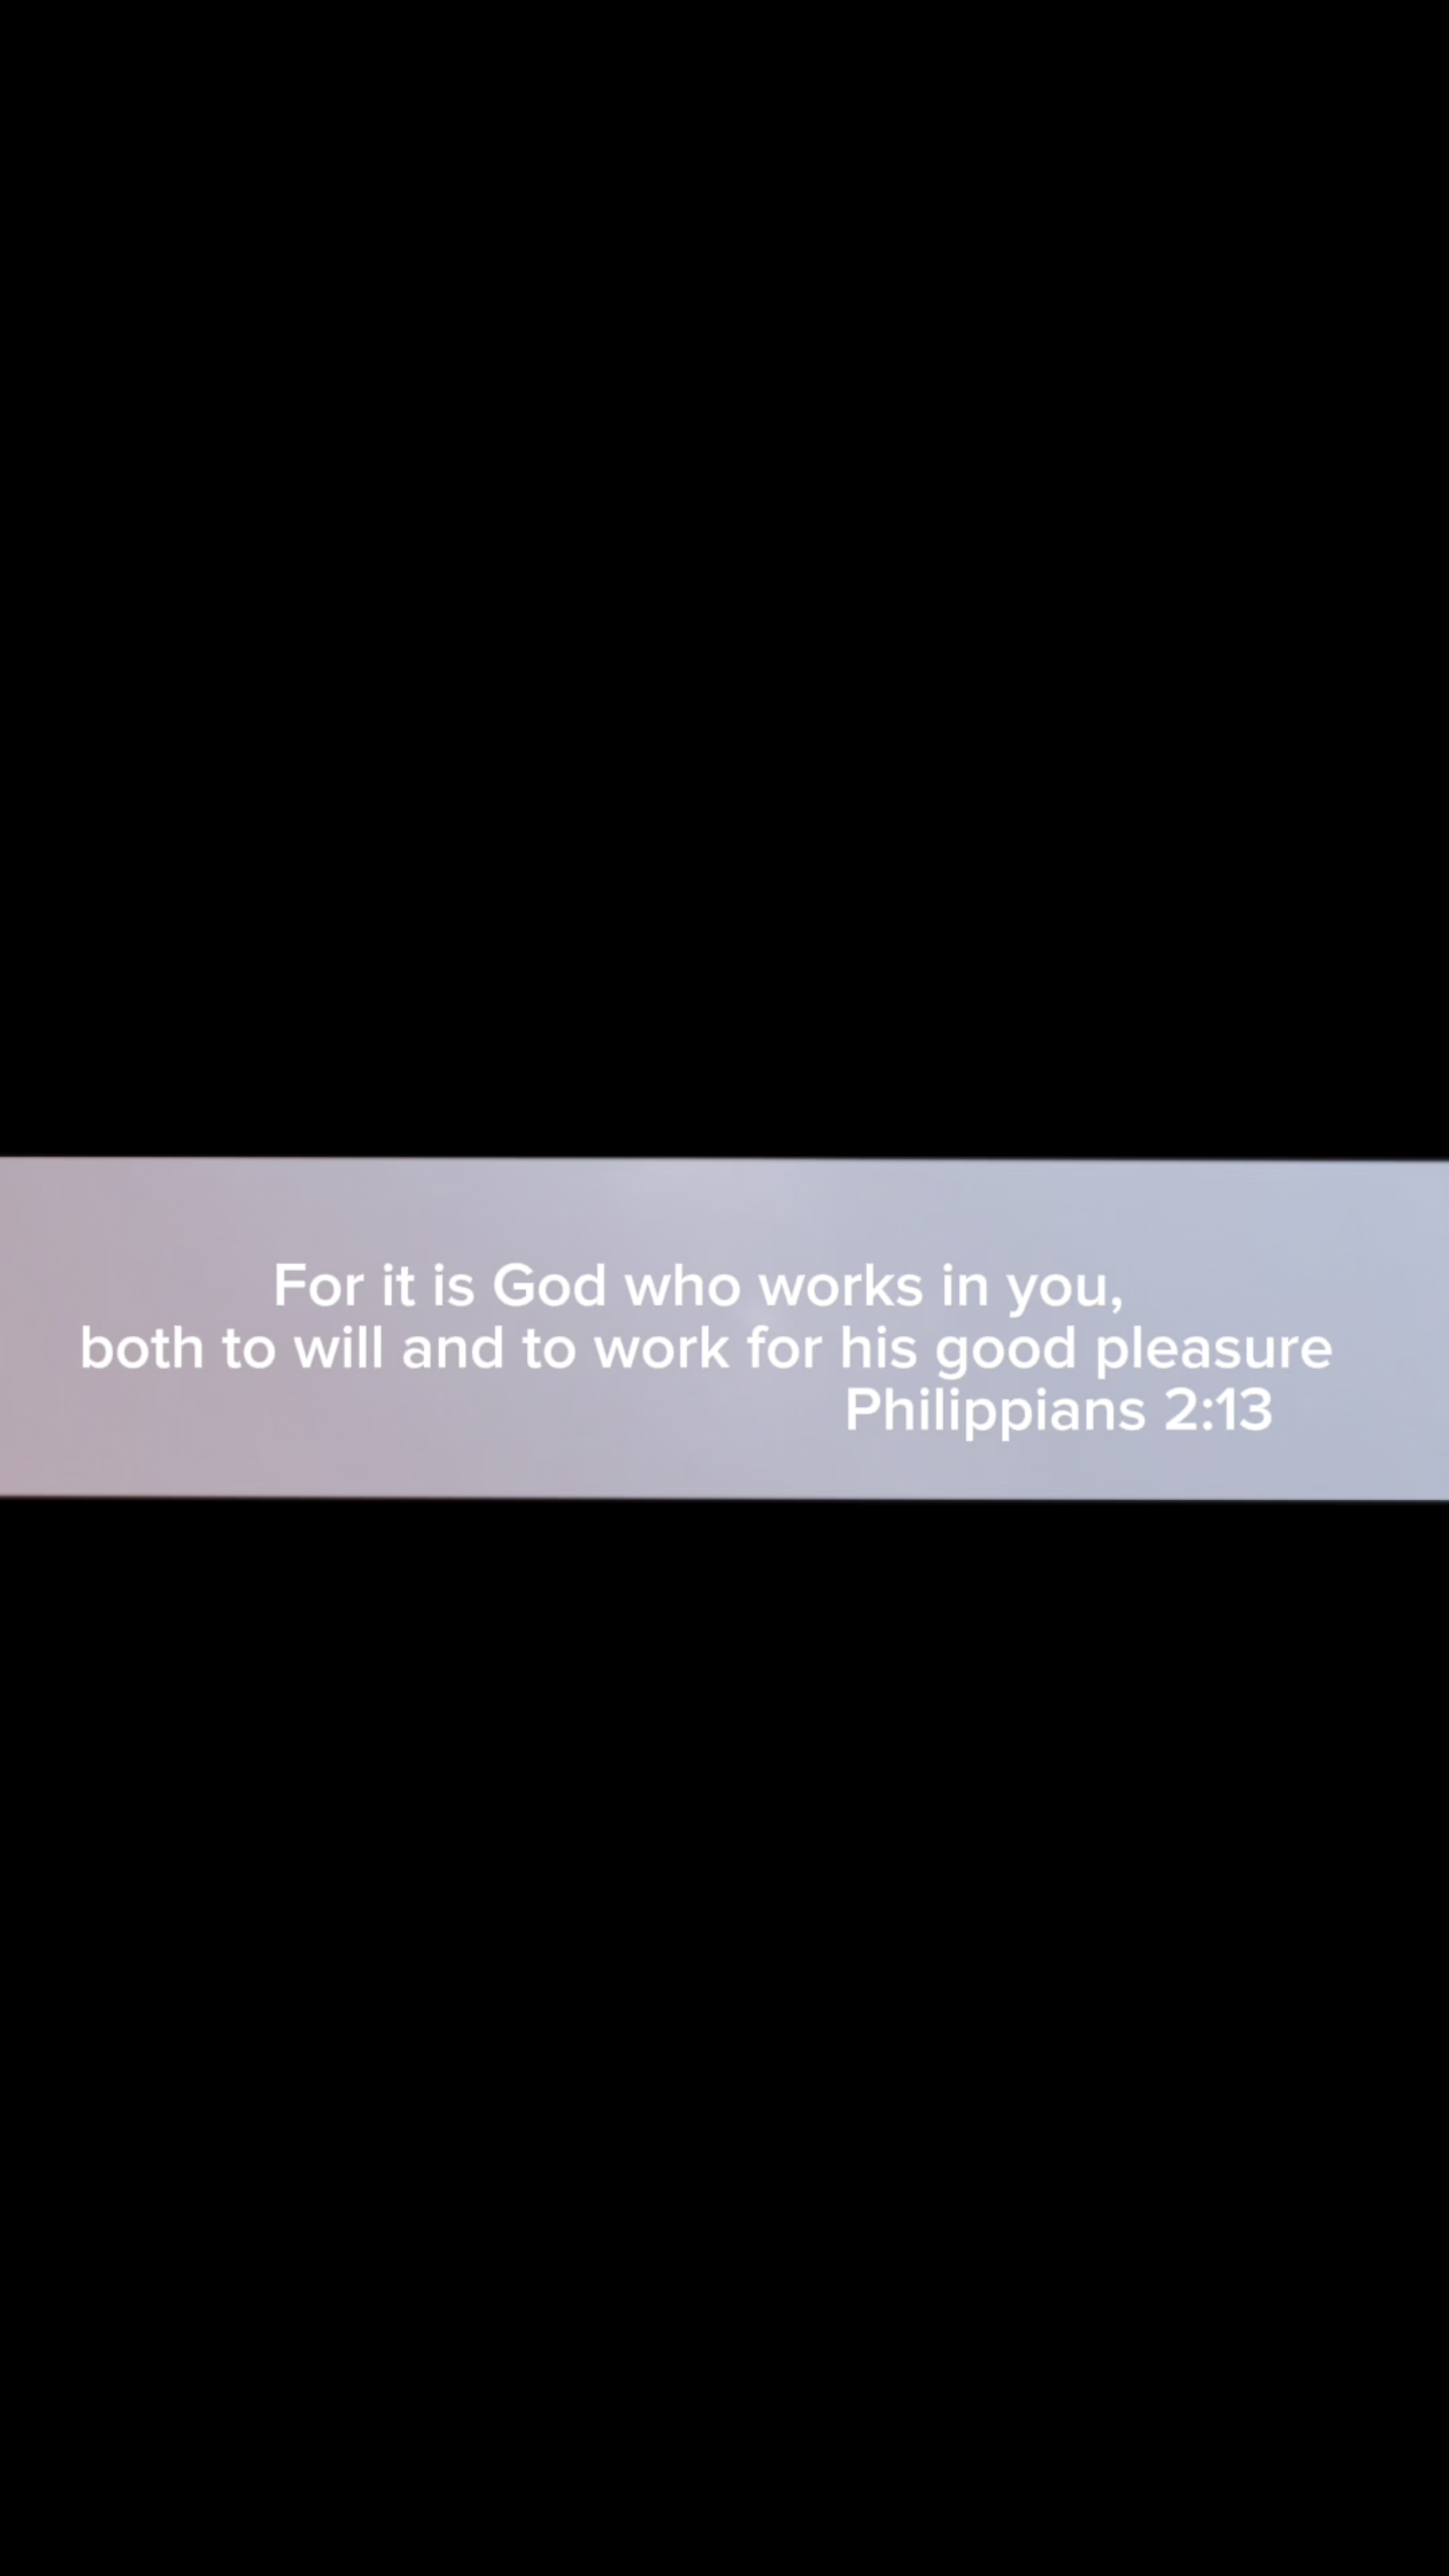 For it is God who works in you,
both to will and to work for his good pleasure
Philippians 2:13